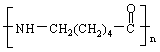 O
[ NH — CH₂(CH₂)₄ — C ]n